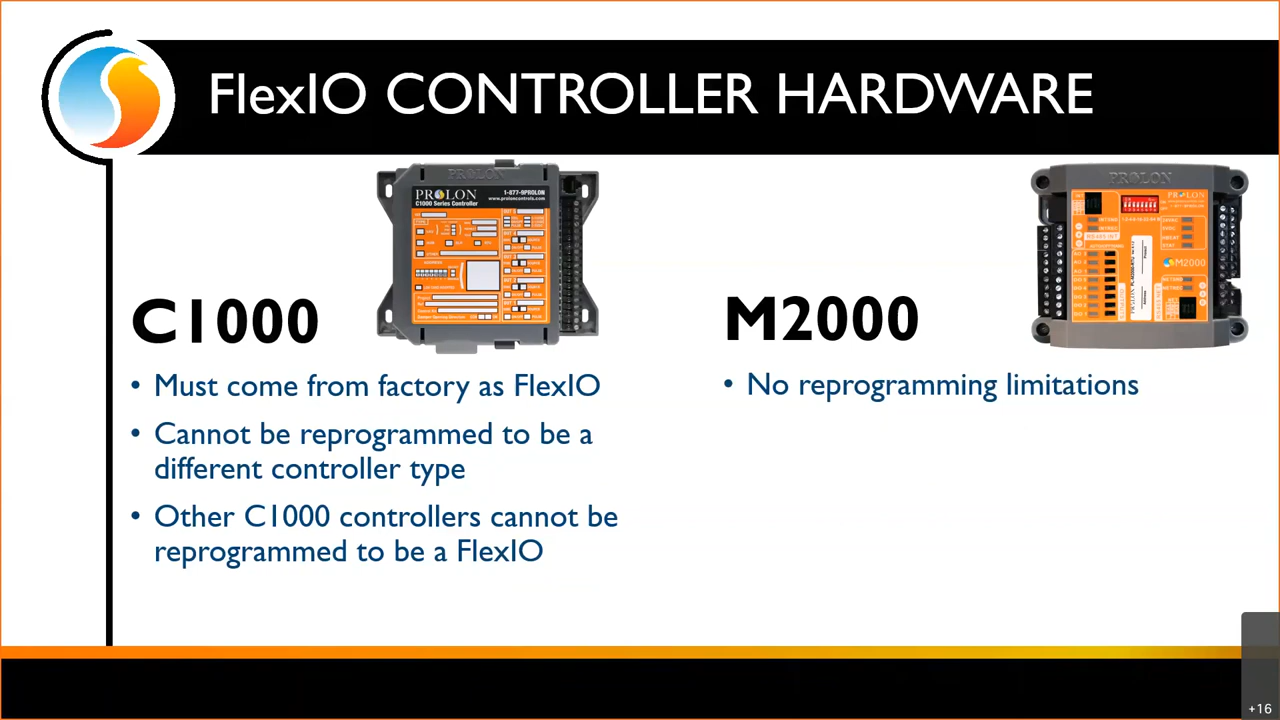 FlexIO CONTROLLER HARDWARE
PROLON
PROLON
1-877-9PROLON
C1000 Series Controller
www.proloncontrols.com
PROLON
PROLON
M2000
C1000
• Must come from factory as FlexIO
• Cannot be reprogrammed to be a
different controller type
• Other C1000 controllers cannot be
reprogrammed to be a FlexIO
M2000
• No reprogramming limitations
+16